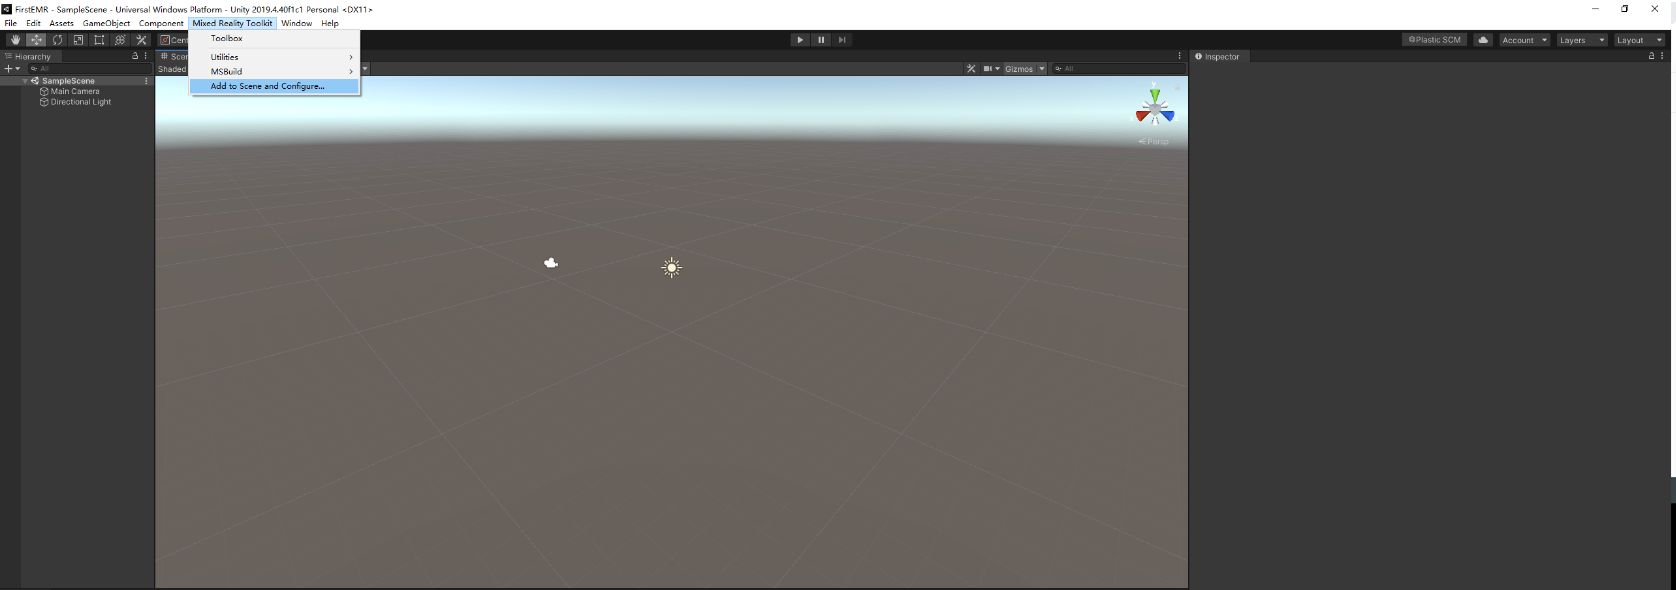 FirstEMR - SampleScene - Universal Windows Platform - Unity 2019.4.40f1c1 Personal <DX11>
File Edit Assets GameObject Component Mixed Reality Toolkit Window Help
Toolbox
Utilities
MSBuild
Add to Scene and Configure...
Cent
Plastic SCM Account Layers Layout
Hierarchy
All
SampleScene
Main Camera
Directional Light
Scen
Shaded
Gizmos All
Persp
Inspector